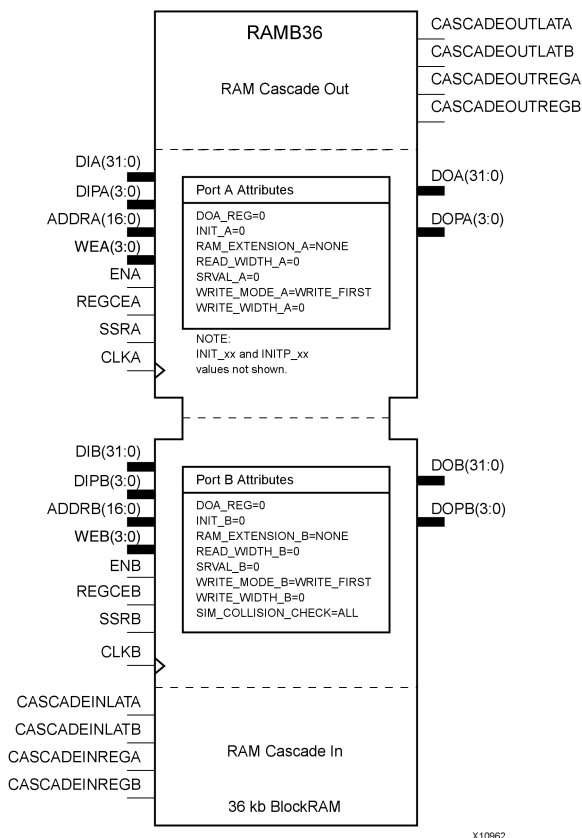 RAMB36
RAM Cascade Out
CASCADEOUTLATA
CASCADEOUTLATB
CASCADEOUTREGA
CASCADEOUTREGB
DIA(31:0)
DIPA(3:0)
ADDRA(16:0)
WEA(3:0)
ENA
REGCEA
SSRA
CLKA
Port A Attributes
DOA_REG=0
INIT_A=0
RAM_EXTENSION_A=NONE
READ_WIDTH_A=0
SRVAL_A=0
WRITE_MODE_A=WRITE_FIRST
WRITE_WIDTH_A=0
NOTE:
INIT_xx and INITP_xx
values not shown.
DOA(31:0)
DOPA(3:0)
DIB(31:0)
DIPB(3:0)
ADDRB(16:0)
WEB(3:0)
ENB
REGCEB
SSRB
CLKB
Port B Attributes
DOA_REG=0
INIT_B=0
RAM_EXTENSION_B=NONE
READ_WIDTH_B=0
SRVAL_B=0
WRITE_MODE_B=WRITE_FIRST
WRITE_WIDTH_B=0
SIM_COLLISION_CHECK=ALL
DOB(31:0)
DOPB(3:0)
CASCADEINLATA
CASCADEINLATB
CASCADEINREGA
CASCADEINREGB
RAM Cascade In
36 kb BlockRAM
X10962